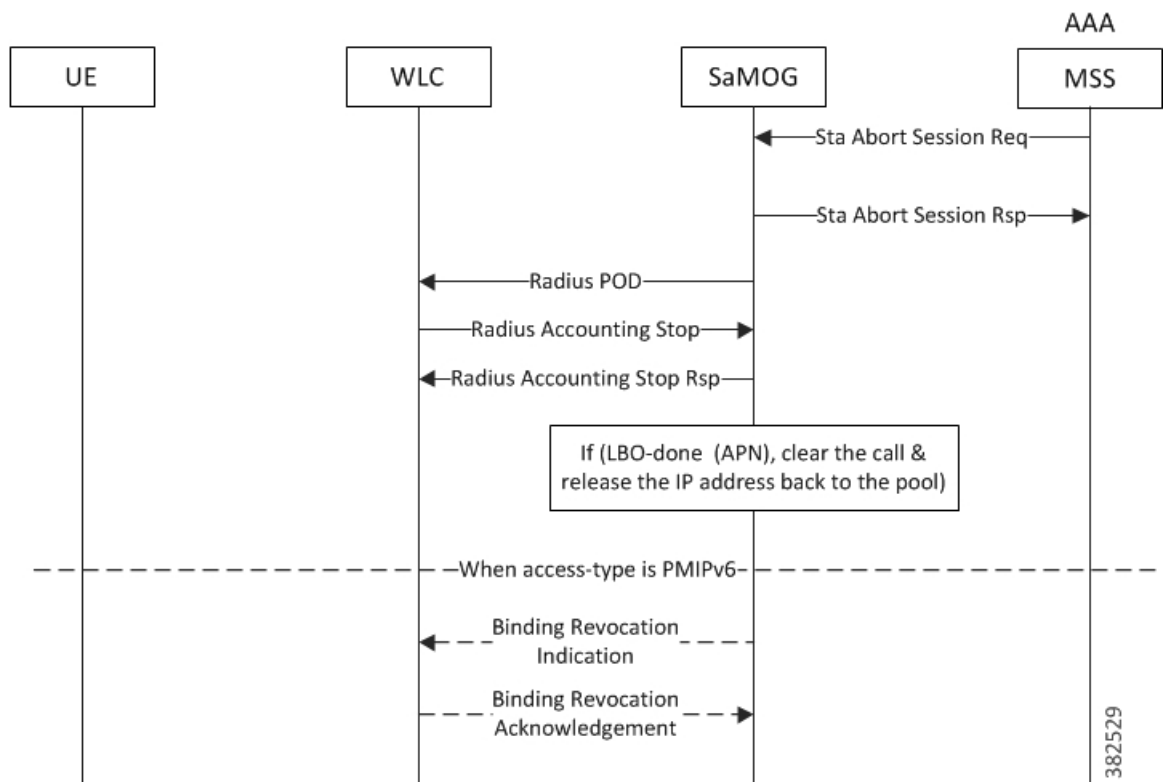 AAA
UE
WLC
SaMOG
MSS
Sta Abort Session Req
Sta Abort Session Rsp
Radius POD
Radius Accounting Stop
Radius Accounting Stop Rsp
If (LBO-done (APN), clear the call &
release the IP address back to the pool)
When access-type is PMIPv6
Binding Revocation
Indication
Binding Revocation
Acknowledgement
382529